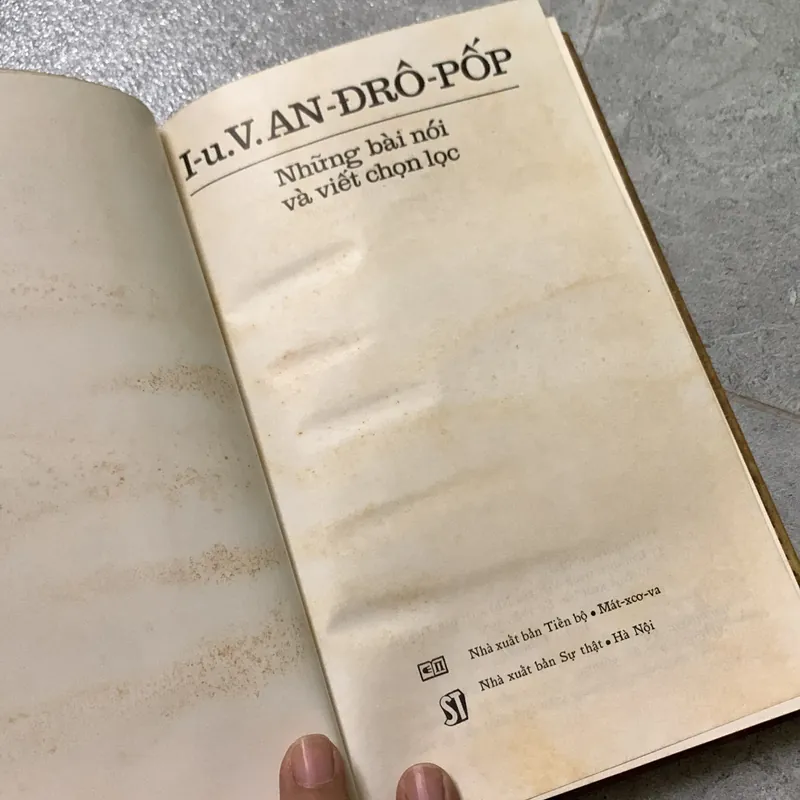 I-u.V. AN-ĐRÔ-PỐP
Những bài nói
và viết chọn lọc
Nhà xuất bản Tiến bộ • Mát-xcơ-va
Nhà xuất bản Sự thật • Hà Nội
ST